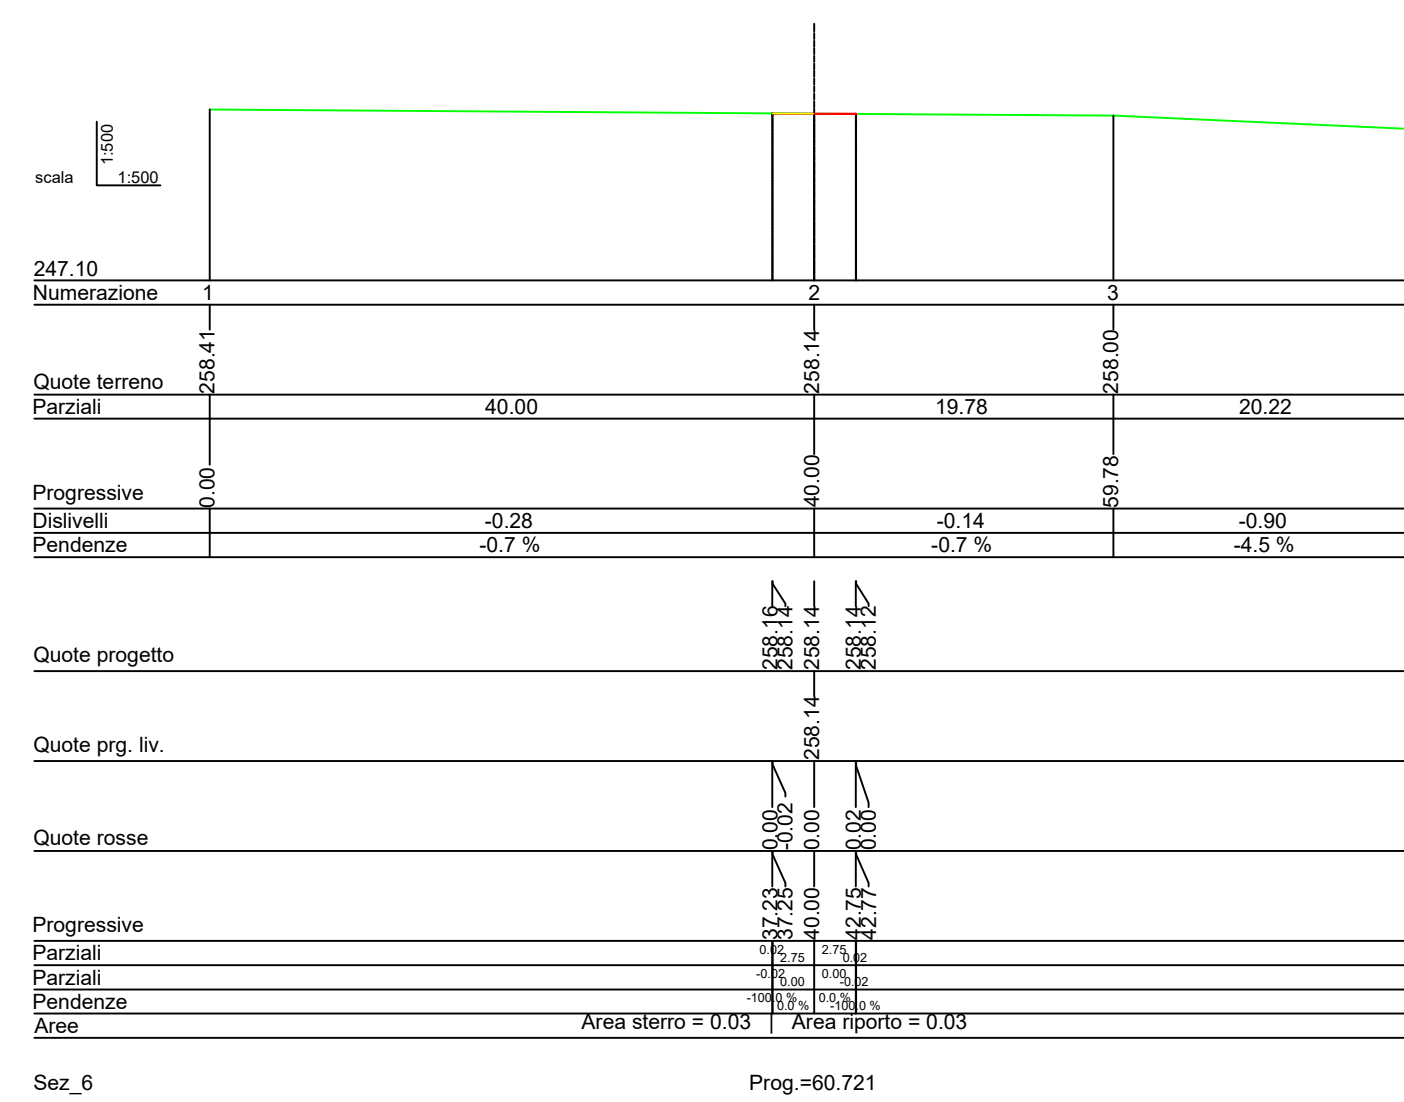 1:500
scala 1:500
247.10
Numerazione 1 2 3
Quote terreno 258.41 258.14 258.00
Parziali 40.00 19.78 20.22
Progressive 0.00 40.00 59.78
Dislivelli -0.28 -0.14 -0.90
Pendenze -0.7 % -0.7 % -4.5 %
Quote progetto 258.16 258.14 258.14 258.14 258.12
Quote prg. liv. 258.14
Quote rosse 0.00 -0.02 0.00 0.02 0.00
Progressive 37.23 37.25 40.00 42.75 42.77
Parziali 0.02 2.75 2.75 0.02
Parziali -0.02 0.00 0.00 -0.02
Pendenze -100.0 % 0.0 % 0.0 % -100.0 %
Aree Area sterro = 0.03 Area riporto = 0.03
Sez_6 Prog.=60.721